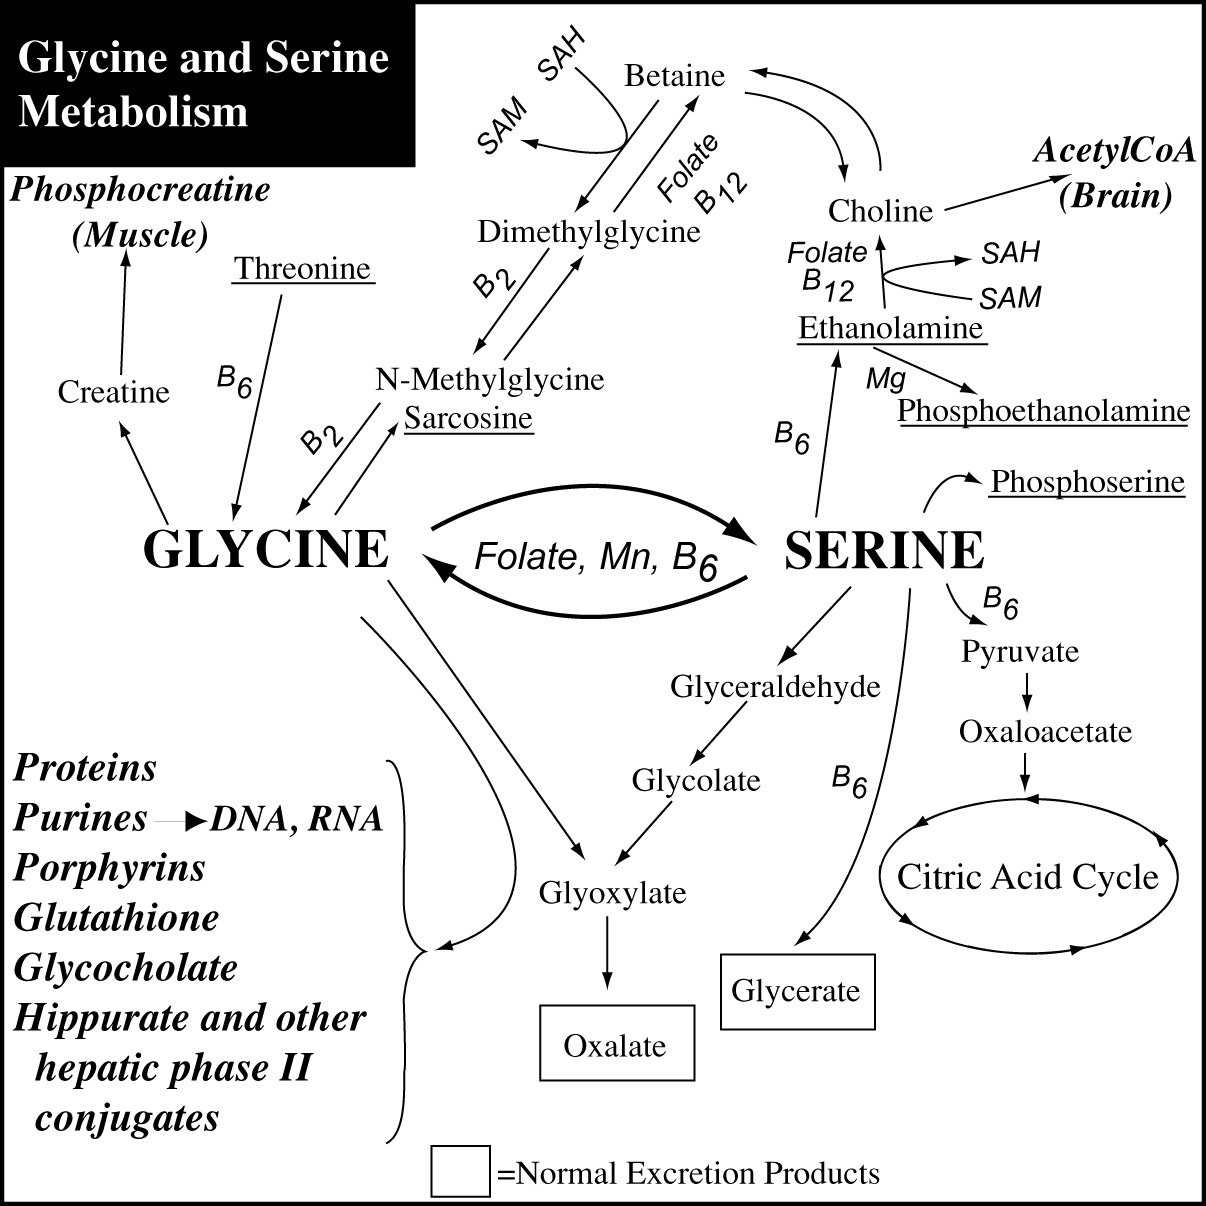 Glycine and Serine
Metabolism
SAH
SAM
Betaine
Folate
B12
AcetylCoA
(Brain)
Phosphocreatine
(Muscle)
Threonine
Dimethylglycine
Choline
Folate
B12
SAH
SAM
B2
Ethanolamine
Mg
Phosphoethanolamine
Creatine
B6
N-Methylglycine
Sarcosine
B2
B6
Phosphoserine
GLYCINE
Folate, Mn, B6
SERINE
B6
Pyruvate
Glyceraldehyde
Oxaloacetate
Glycolate
B6
Citric Acid Cycle
Proteins
Purines DNA, RNA
Porphyrins
Glutathione
Glycocholate
Hippurate and other
hepatic phase II
conjugates
Glyoxylate
Glycerate
Oxalate
=Normal Excretion Products